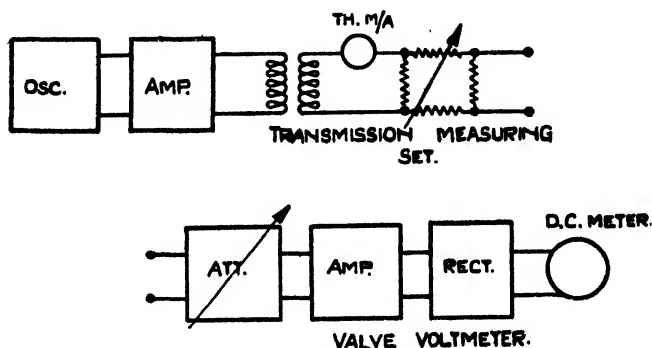 TH. M/A
OSC.
AMP.
TRANSMISSION MEASURING
SET.
D.C. METER.
ATT.
AMP.
RECT.
VALVE VOLTMETER.